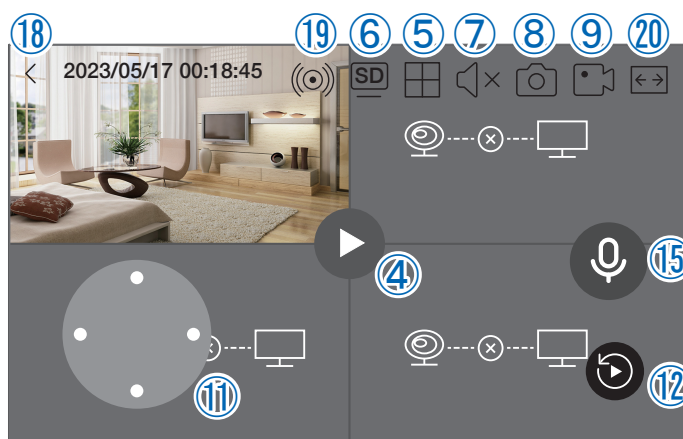 ⑱ ⑲ ⑥ ⑤ ⑦ ⑧ ⑨ ⑳
2023/05/17 00:18:45 SD
④ ⑮
⑪ ⑫